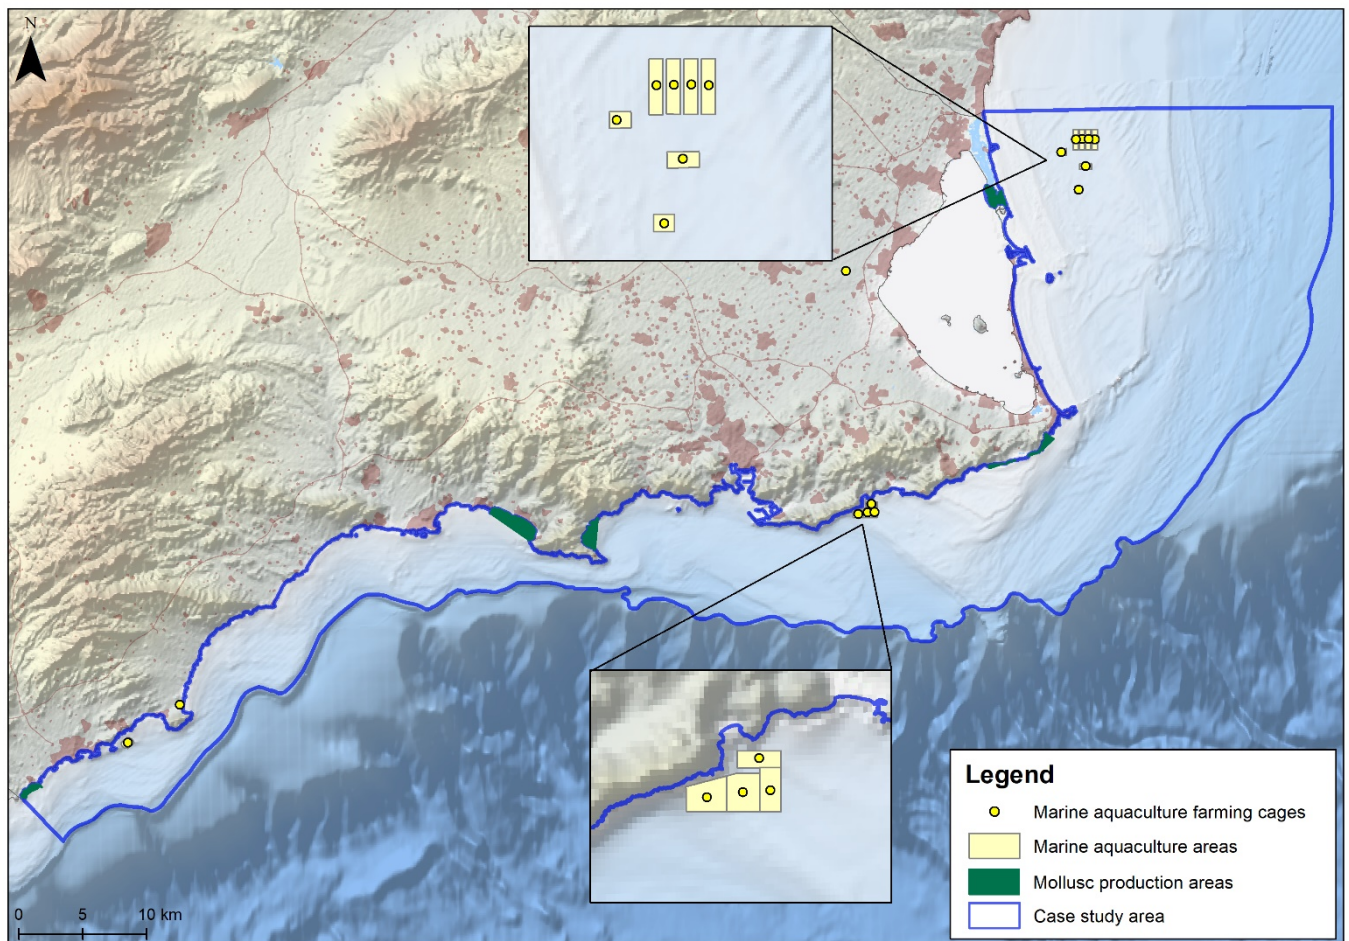 N
Legend
Marine aquaculture farming cages
Marine aquaculture areas
Mollusc production areas
Case study area
0 5 10 km